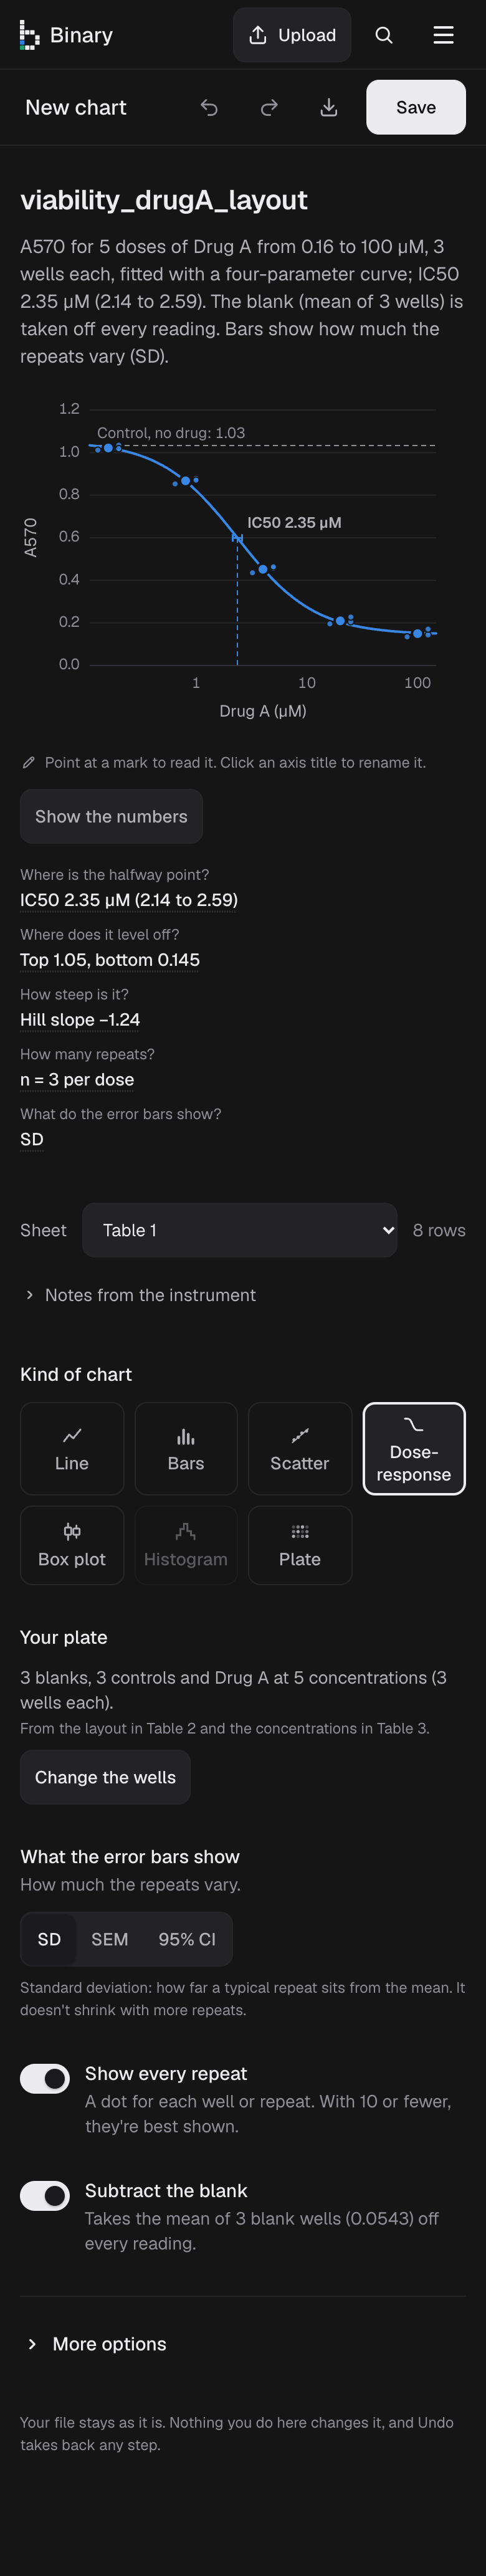 Binary
Upload
New chart
Save
viability_drugA_layout
A570 for 5 doses of Drug A from 0.16 to 100 µM, 3
wells each, fitted with a four-parameter curve; IC50
2.35 µM (2.14 to 2.59). The blank (mean of 3 wells) is
taken off every reading. Bars show how much the
repeats vary (SD).
1.2
Control, no drug: 1.03
1.0
0.8
IC50 2.35 µM
0.6
A570
0.4
0.2
0.0
1
10
100
Drug A (µM)
Point at a mark to read it. Click an axis title to rename it.
Show the numbers
Where is the halfway point?
IC50 2.35 µM (2.14 to 2.59)
Where does it level off?
Top 1.05, bottom 0.145
How steep is it?
Hill slope −1.24
How many repeats?
n = 3 per dose
What do the error bars show?
SD
Sheet
Table 1
8 rows
Notes from the instrument
Kind of chart
Line
Bars
Scatter
Dose-
response
Box plot
Histogram
Plate
Your plate
3 blanks, 3 controls and Drug A at 5 concentrations (3
wells each).
From the layout in Table 2 and the concentrations in Table 3.
Change the wells
What the error bars show
How much the repeats vary.
SD
SEM
95% CI
Standard deviation: how far a typical repeat sits from the mean. It
doesn't shrink with more repeats.
Show every repeat
A dot for each well or repeat. With 10 or fewer,
they're best shown.
Subtract the blank
Takes the mean of 3 blank wells (0.0543) off
every reading.
More options
Your file stays as it is. Nothing you do here changes it, and Undo
takes back any step.